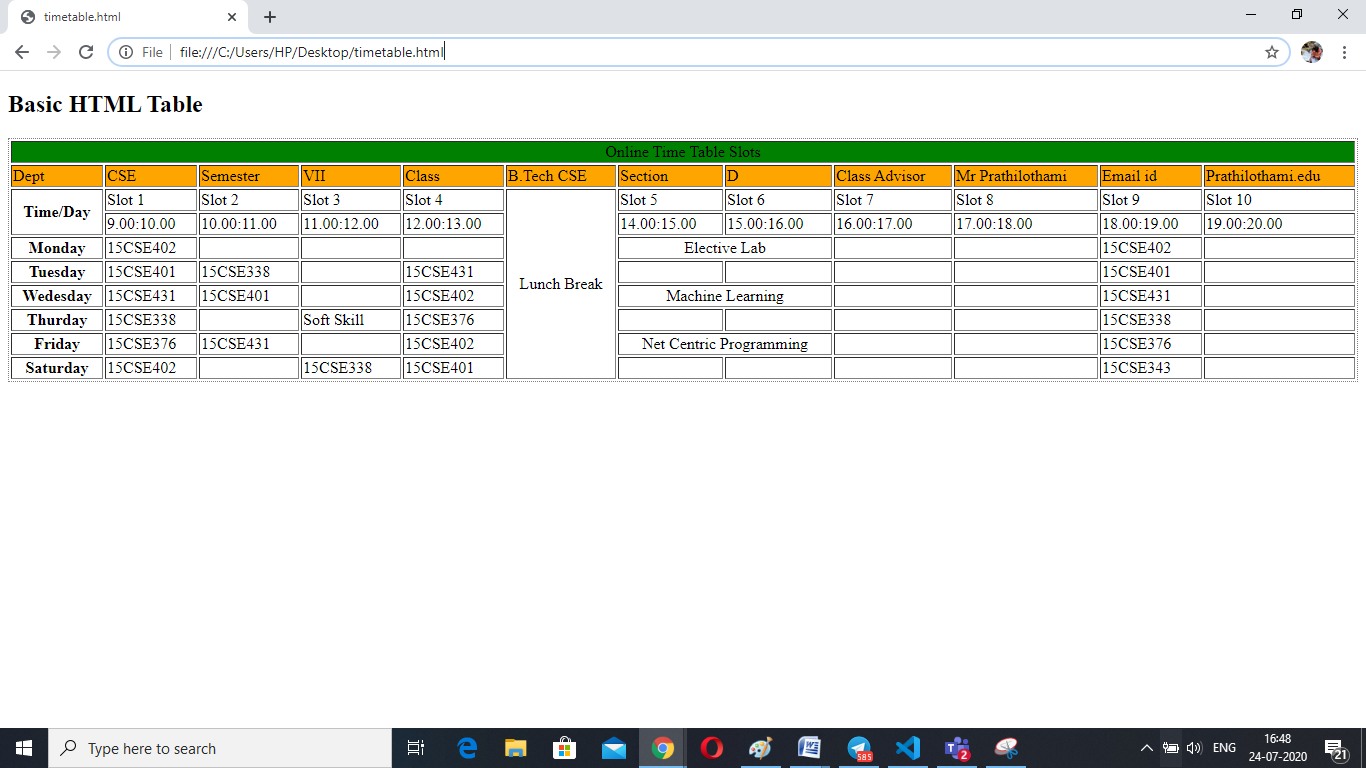 timetable.html
File file:///C:/Users/HP/Desktop/timetable.html
Basic HTML Table
Online Time Table Slots
Dept CSE Semester VII Class B.Tech CSE Section D Class Advisor Mr Prathilothami Email id Prathilothami.edu
Time/Day Slot 1 Slot 2 Slot 3 Slot 4 Lunch Break Slot 5 Slot 6 Slot 7 Slot 8 Slot 9 Slot 10
9.00:10.00 10.00:11.00 11.00:12.00 12.00:13.00 14.00:15.00 15.00:16.00 16.00:17.00 17.00:18.00 18.00:19.00 19.00:20.00
Monday 15CSE402 Elective Lab 15CSE402
Tuesday 15CSE401 15CSE338 15CSE431 15CSE401
Wedesday 15CSE431 15CSE401 15CSE402 Machine Learning 15CSE431
Thurday 15CSE338 Soft Skill 15CSE376 15CSE338
Friday 15CSE376 15CSE431 15CSE402 Net Centric Programming 15CSE376
Saturday 15CSE402 15CSE338 15CSE401 15CSE343
Type here to search
585
2
ENG
16:48
24-07-2020
21